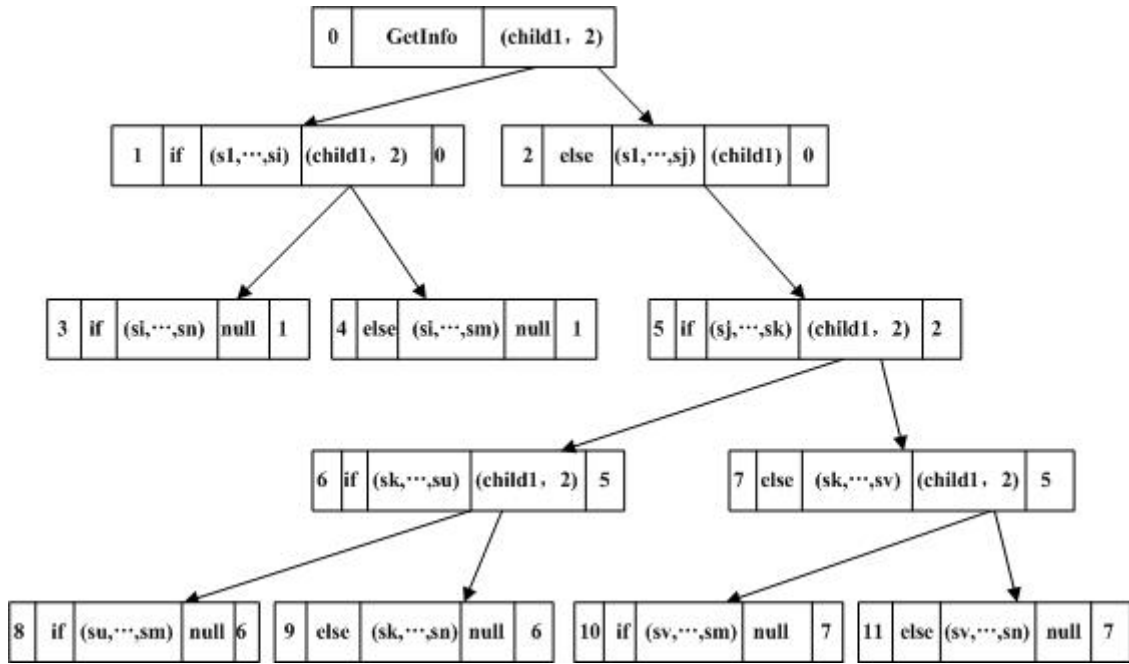 0 GetInfo (child1，2)
1 if (s1,···,si) (child1，2) 0
2 else (s1,···,sj) (child1) 0
3 if (si,···,sn) null 1
4 else (si,···,sm) null 1
5 if (sj,···,sk) (child1，2) 2
6 if (sk,···,su) (child1，2) 5
7 else (sk,···,sv) (child1，2) 5
8 if (su,···,sm) null 6
9 else (sk,···,sn) null 6
10 if (sv,···,sm) null 7
11 else (sv,···,sn) null 7